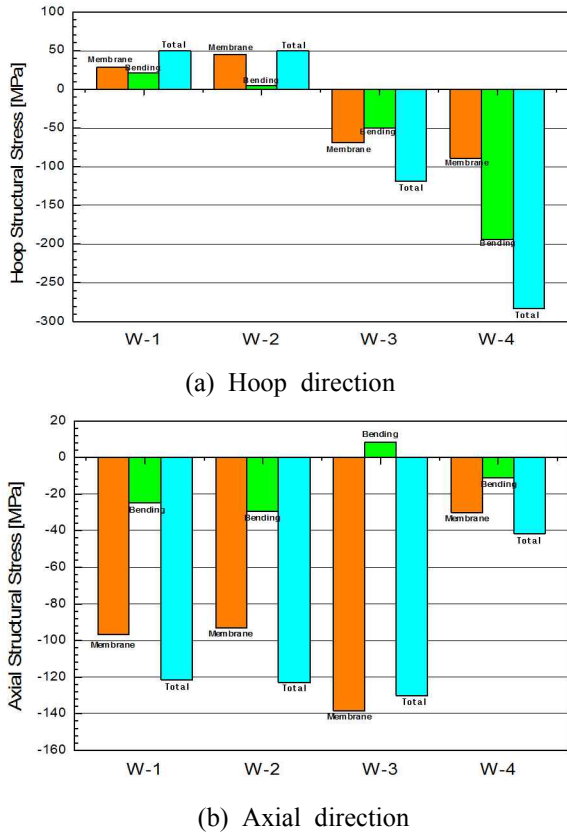 100
50
0
-50
-100
-150
-200
-250
-300
Hoop Structural Stress [MPa]
Membrane
Bending
Total
Membrane
Bending
Total
Membrane
Bending
Total
Membrane
Bending
Total
W-1 W-2 W-3 W-4
(a) Hoop direction
20
0
-20
-40
-60
-80
-100
-120
-140
-160
Axial Structural Stress [MPa]
Membrane
Bending
Total
Membrane
Bending
Total
Membrane
Bending
Total
Membrane
Bending
Total
W-1 W-2 W-3 W-4
(b) Axial direction